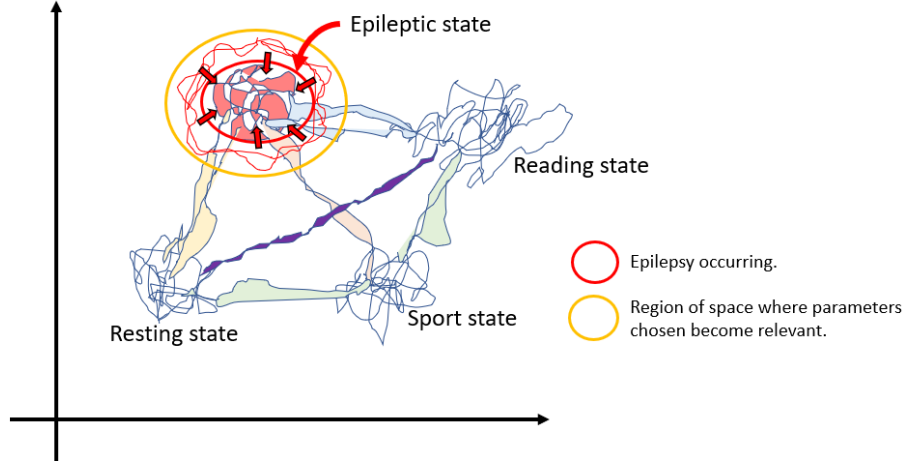 Epileptic state
Reading state
Resting state
Sport state
Epilepsy occurring.
Region of space where parameters
chosen become relevant.